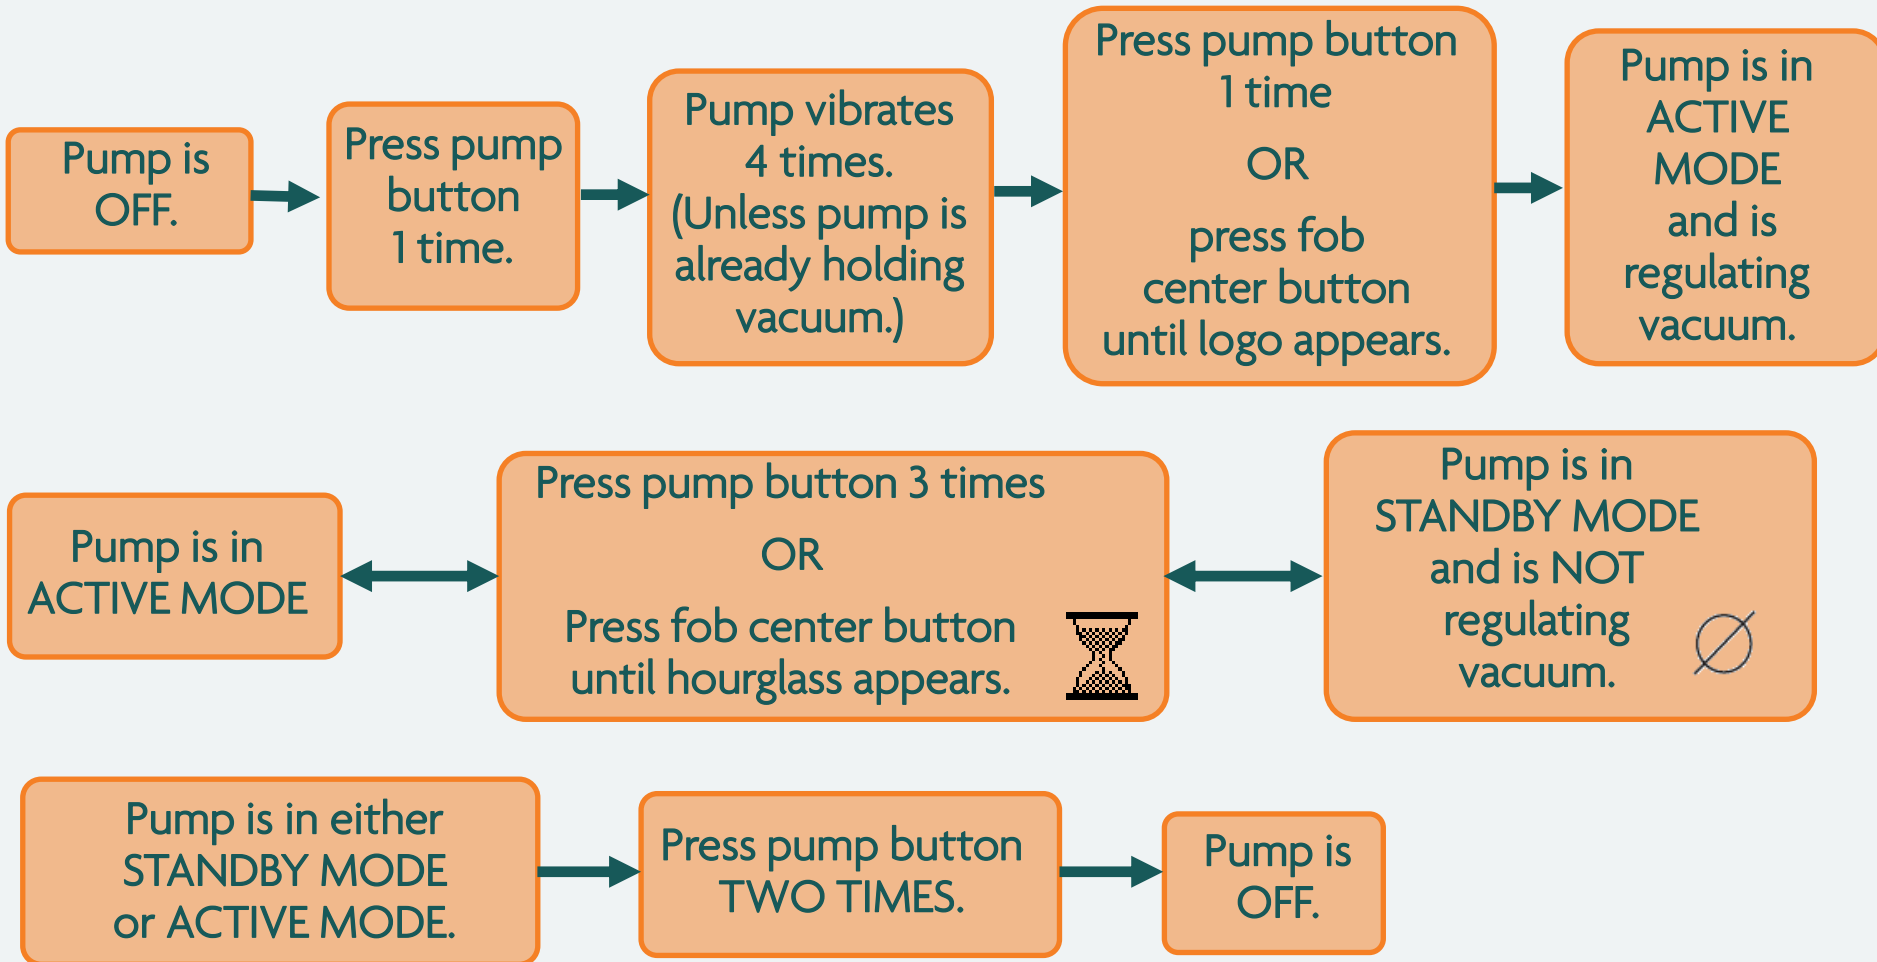 Pump is
OFF.
Press pump
button
1 time.
Pump vibrates
4 times.
(Unless pump is
already holding
vacuum.)
Press pump button
1 time
OR
press fob
center button
until logo appears.
Pump is in
ACTIVE
MODE
and is
regulating
vacuum.
Pump is in
ACTIVE MODE
Press pump button 3 times
OR
Press fob center button
until hourglass appears.
Pump is in
STANDBY MODE
and is NOT
regulating
vacuum.
Pump is in either
STANDBY MODE
or ACTIVE MODE.
Press pump button
TWO TIMES.
Pump is
OFF.